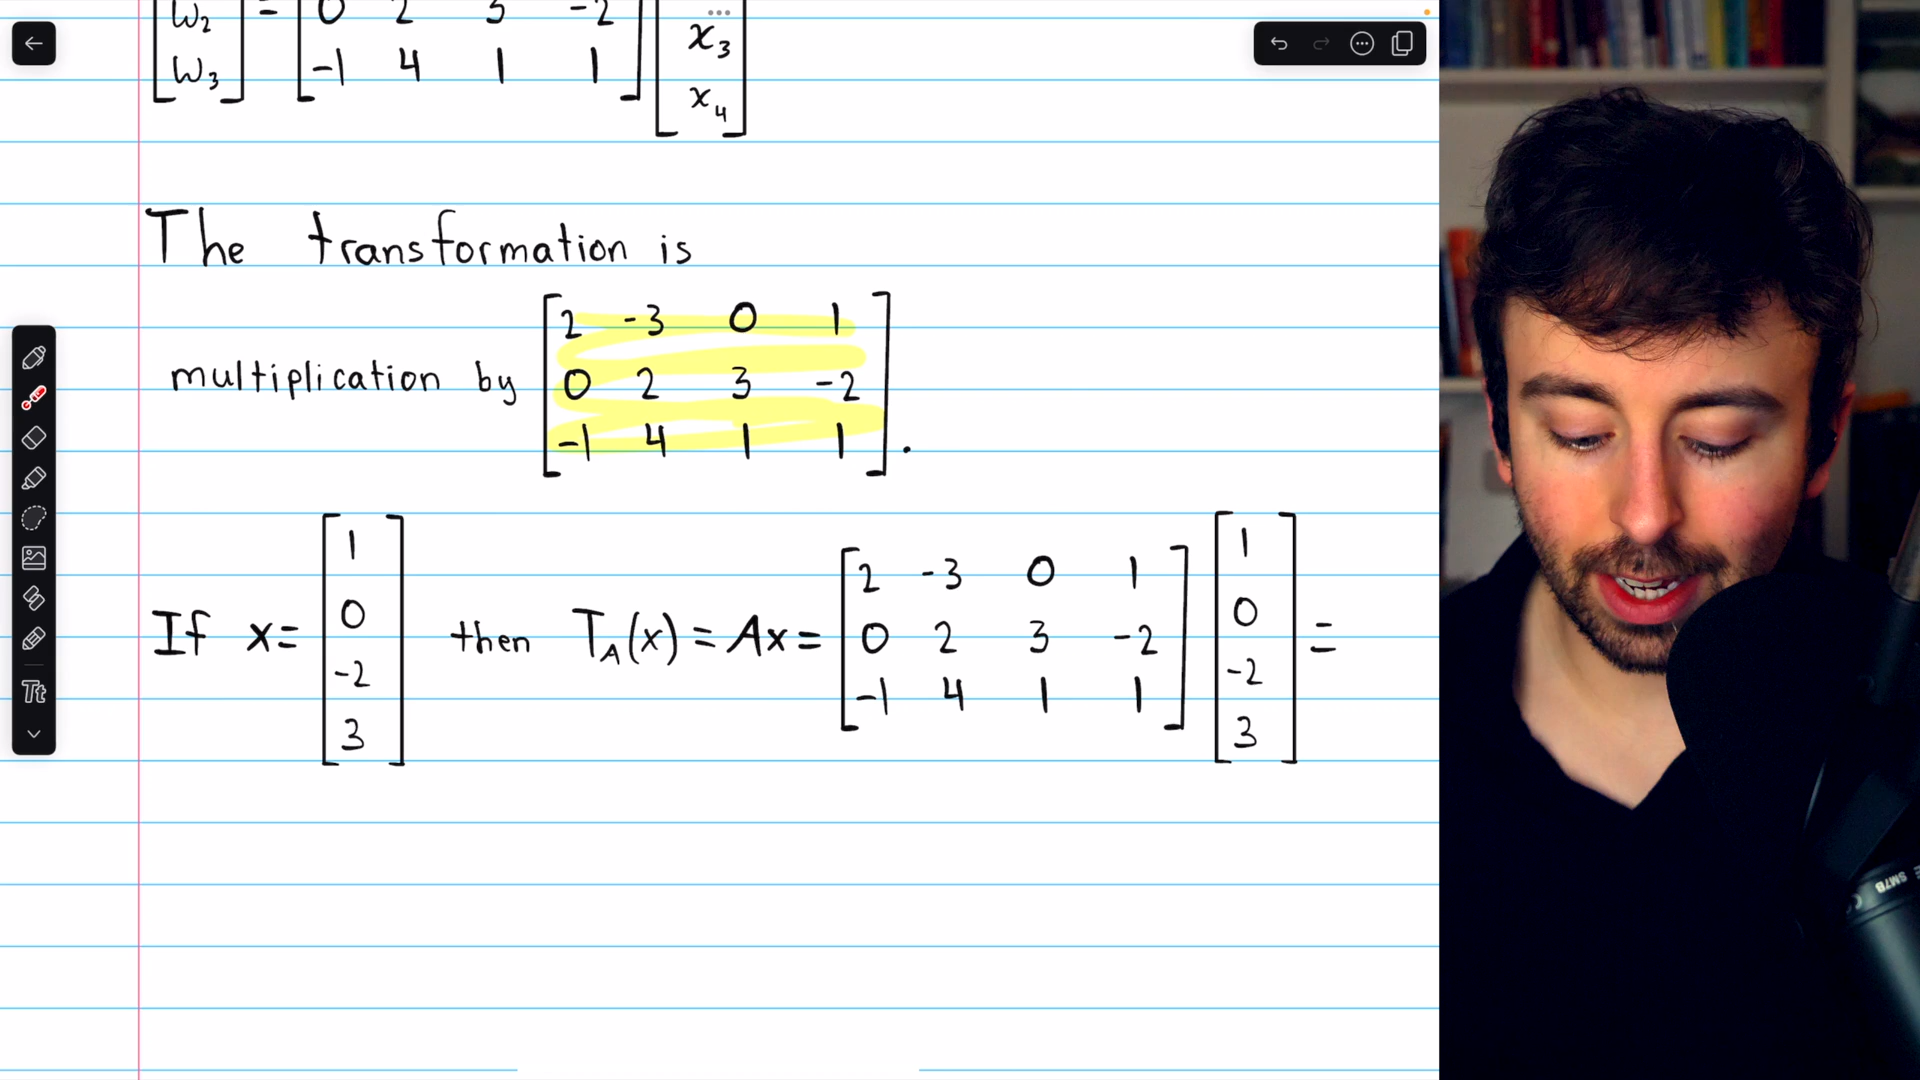 w₂ = 0 2 3 -2
x₃
w₃ -1 4 1 1
x₄
The transformation is
2 -3 0 1
multiplication by 0 2 3 -2
-1 4 1 1 .
1 1
2 -3 0 1
0 0
If x= then T_A(x) = Ax = 0 2 3 -2 =
-2 -2
-1 4 1 1
3 3
Tt
SM7B